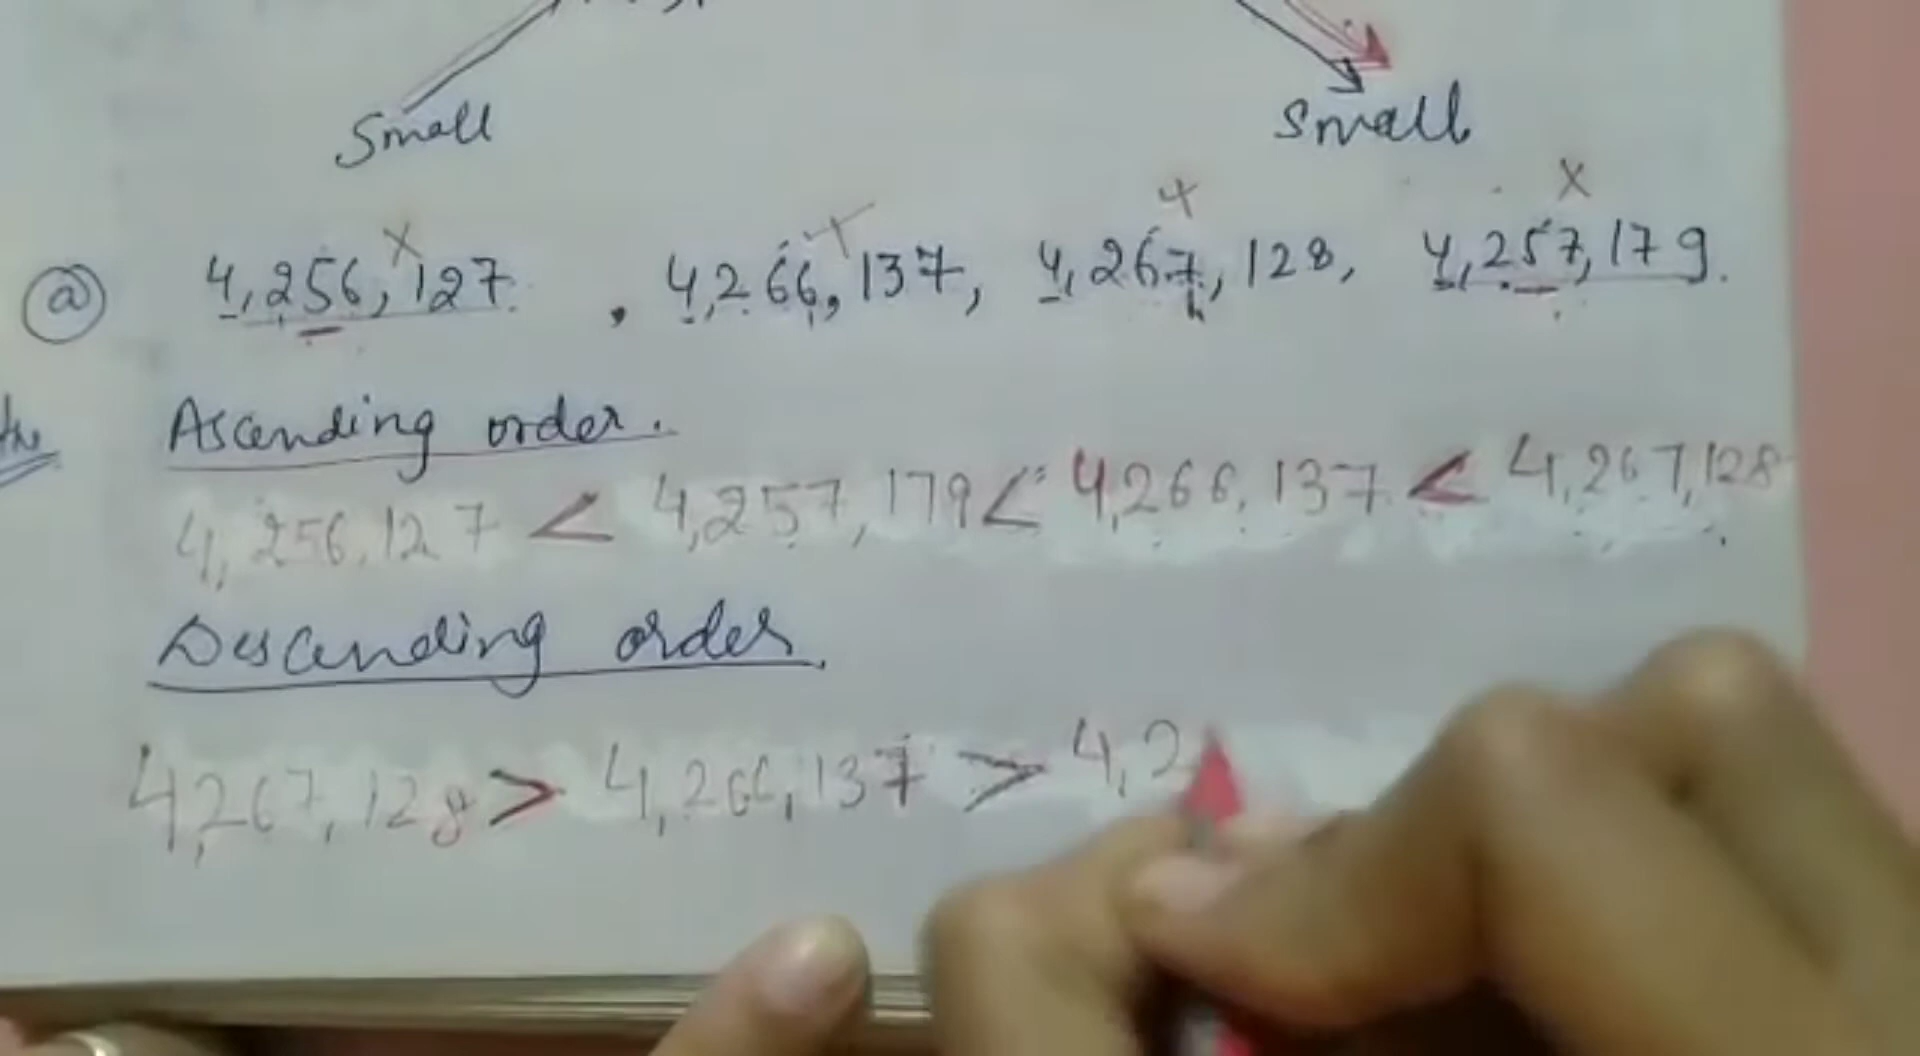 Small Small
(a) 4,256,127, 4,266,137, 4,267,128, 4,257,179.
the
Ascending order.
4,256,127 < 4,257,179 < 4,266,137 < 4,267,128
Descending order.
4,267,128 > 4,266,137 > 4,2